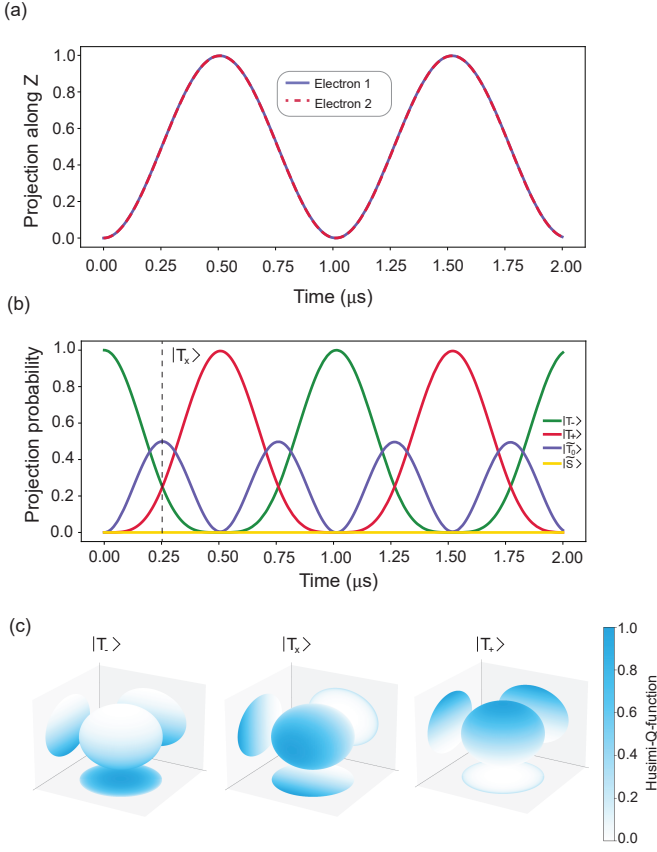 (a)
Projection along Z
1.0
0.8
0.6
0.4
0.2
0.0
Electron 1
Electron 2
0.00 0.25 0.50 0.75 1.00 1.25 1.50 1.75 2.00
Time (μs)
(b)
Projection probability
1.0
0.8
0.6
0.4
0.2
0.0
|Tₓ⟩
|T-⟩
|T+⟩
|T̃₀⟩
|S̃⟩
0.00 0.25 0.50 0.75 1.00 1.25 1.50 1.75 2.00
Time (μs)
(c)
|T₋⟩ |Tₓ⟩ |T₊⟩
1.0
0.8
0.6
0.4
0.2
0.0
Husimi-Q-function